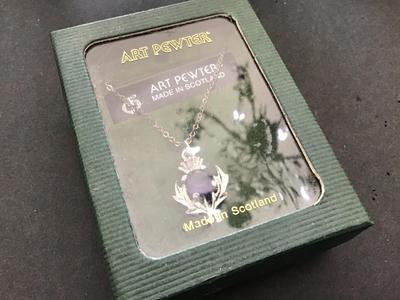 ART PEWTER
ART PEWTER
MADE IN SCOTLAND
Made in Scotland